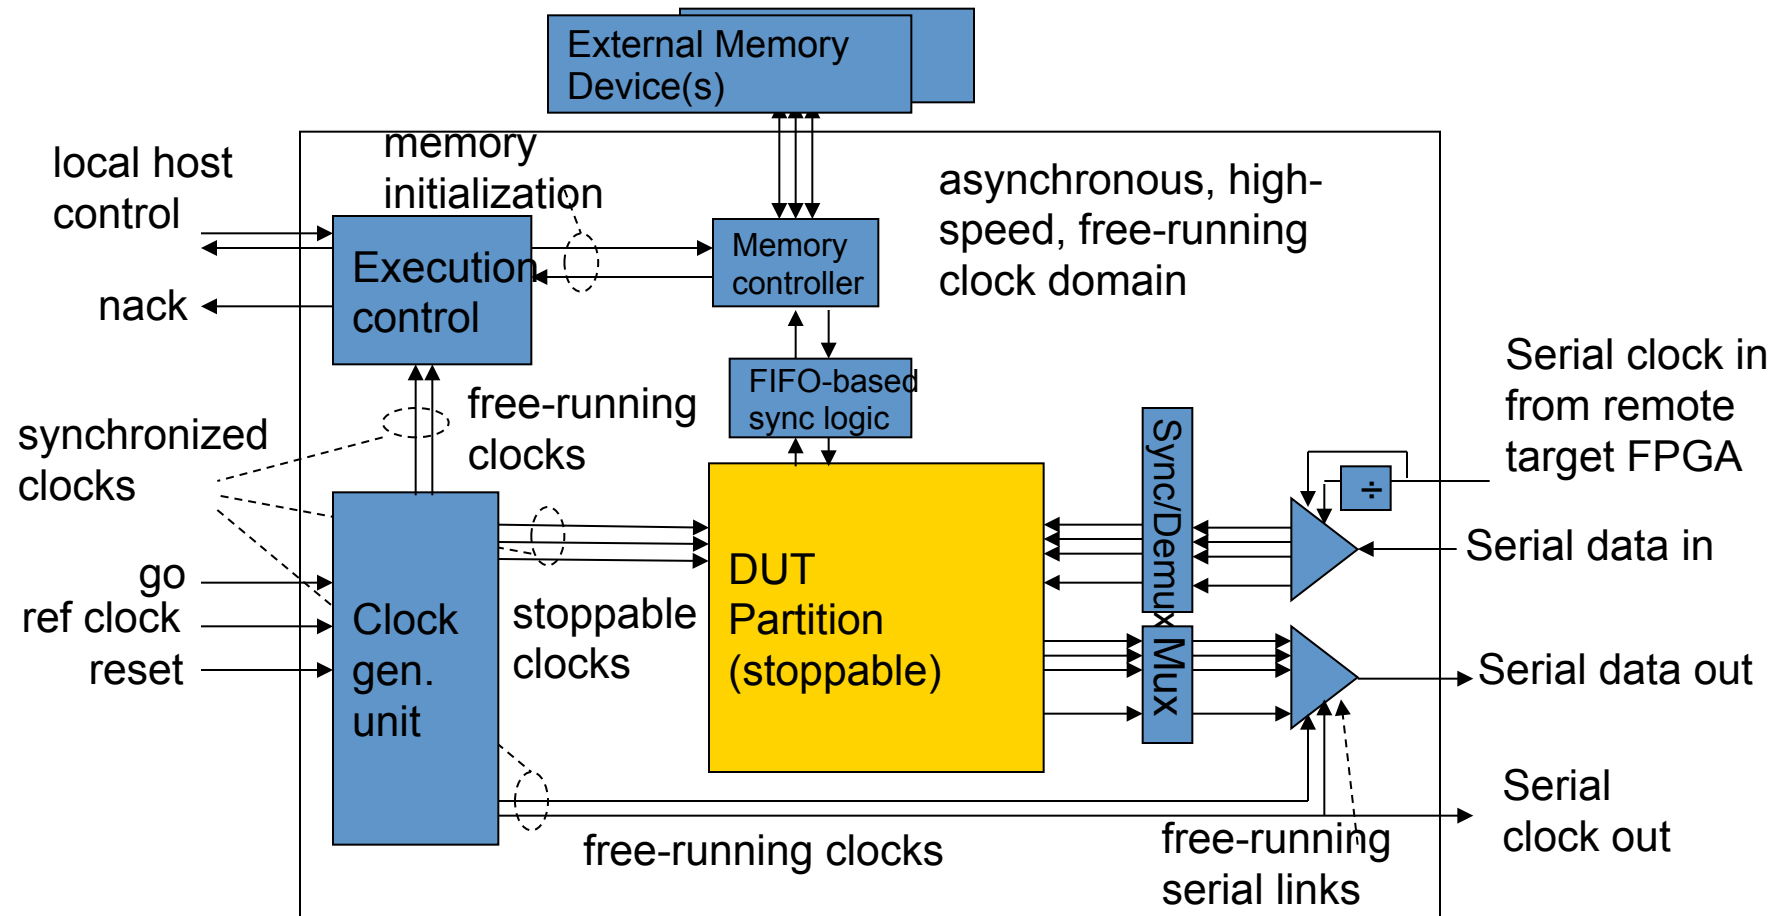 External Memory
Device(s)
memory
initialization
local host
control
asynchronous, high-
speed, free-running
clock domain
Execution
control
Memory
controller
nack
FIFO-based
sync logic
Serial clock in
from remote
target FPGA
free-running
clocks
synchronized
clocks
Sync/Demux
÷
Serial data in
DUT
Partition
(stoppable)
go
ref clock
reset
Clock
gen.
unit
stoppable
clocks
Mux
Serial data out
Serial
clock out
free-running clocks
free-running
serial links